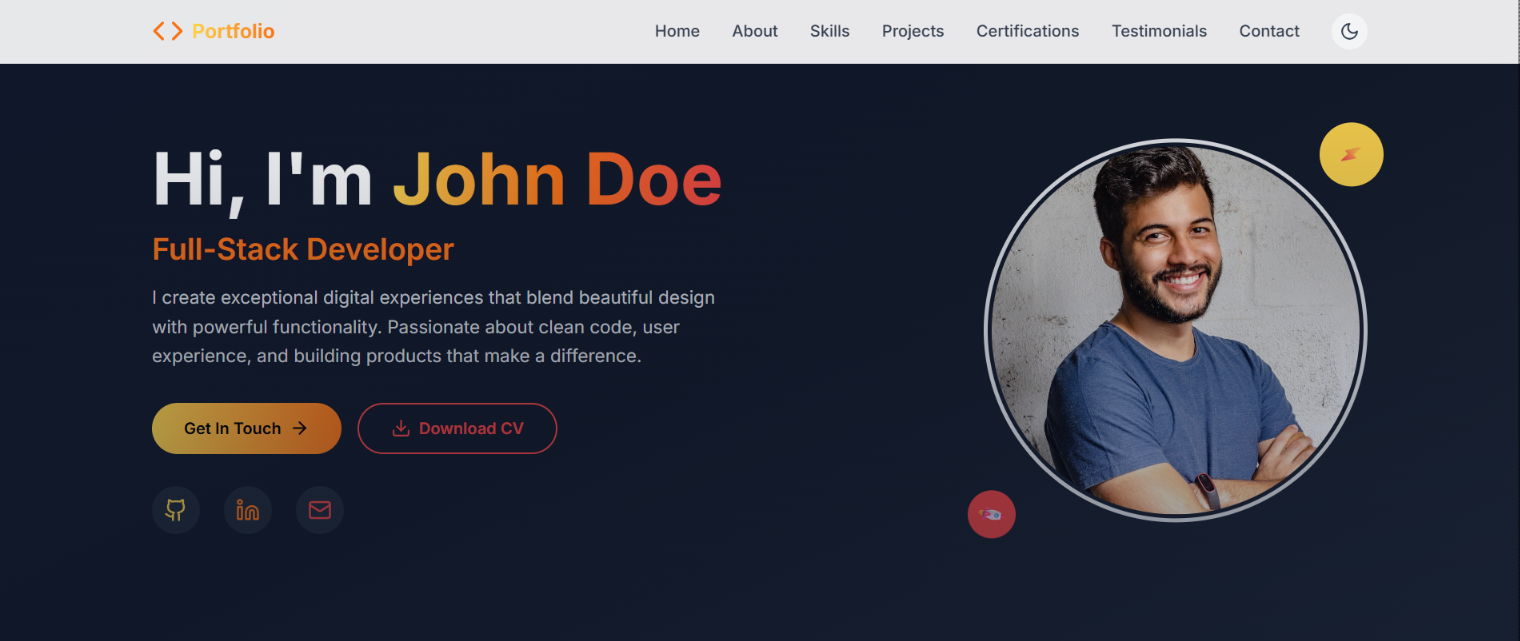 Portfolio
Home
About
Skills
Projects
Certifications
Testimonials
Contact
Hi, I'm John Doe
Full-Stack Developer
I create exceptional digital experiences that blend beautiful design
with powerful functionality. Passionate about clean code, user
experience, and building products that make a difference.
Get In Touch
Download CV